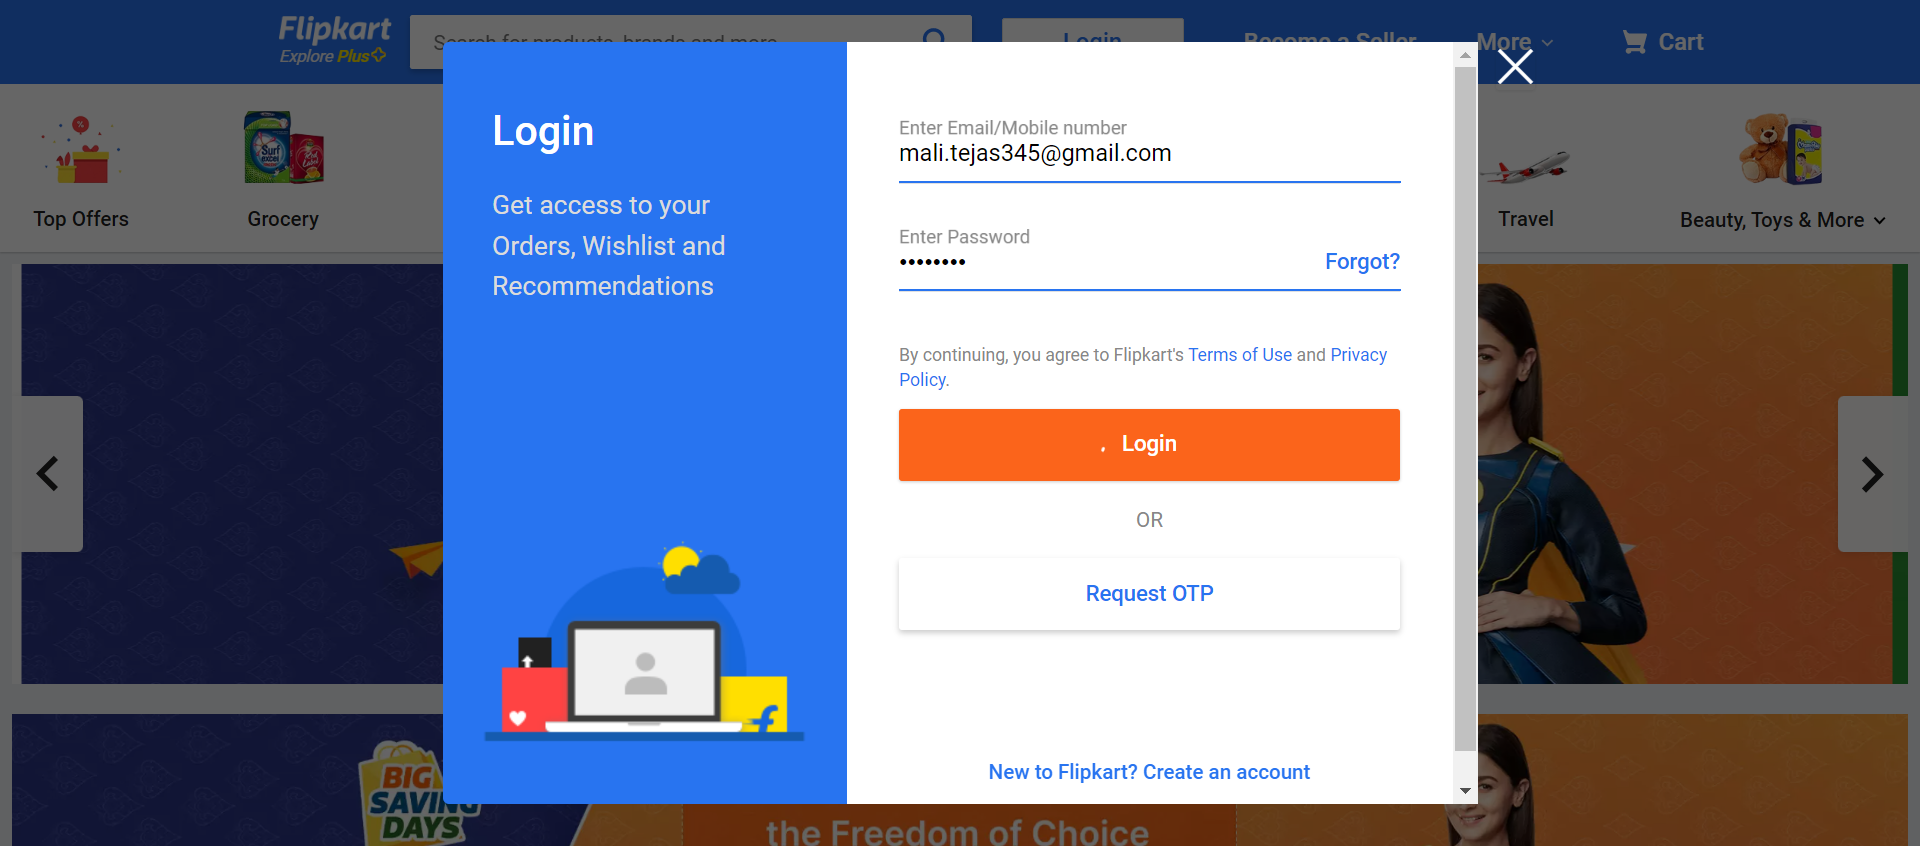 Flipkart
Explore Plus
Search for products, brands and more
Login
Become a Seller
More
Cart
Top Offers
Grocery
Travel
Beauty, Toys & More
Login
Get access to your
Orders, Wishlist and
Recommendations
Enter Email/Mobile number
mali.tejas345@gmail.com
Enter Password
••••••••
Forgot?
By continuing, you agree to Flipkart's Terms of Use and Privacy
Policy.
Login
OR
Request OTP
New to Flipkart? Create an account
Surf
excel
BIG
SAVING
DAYS
the Freedom of Choice